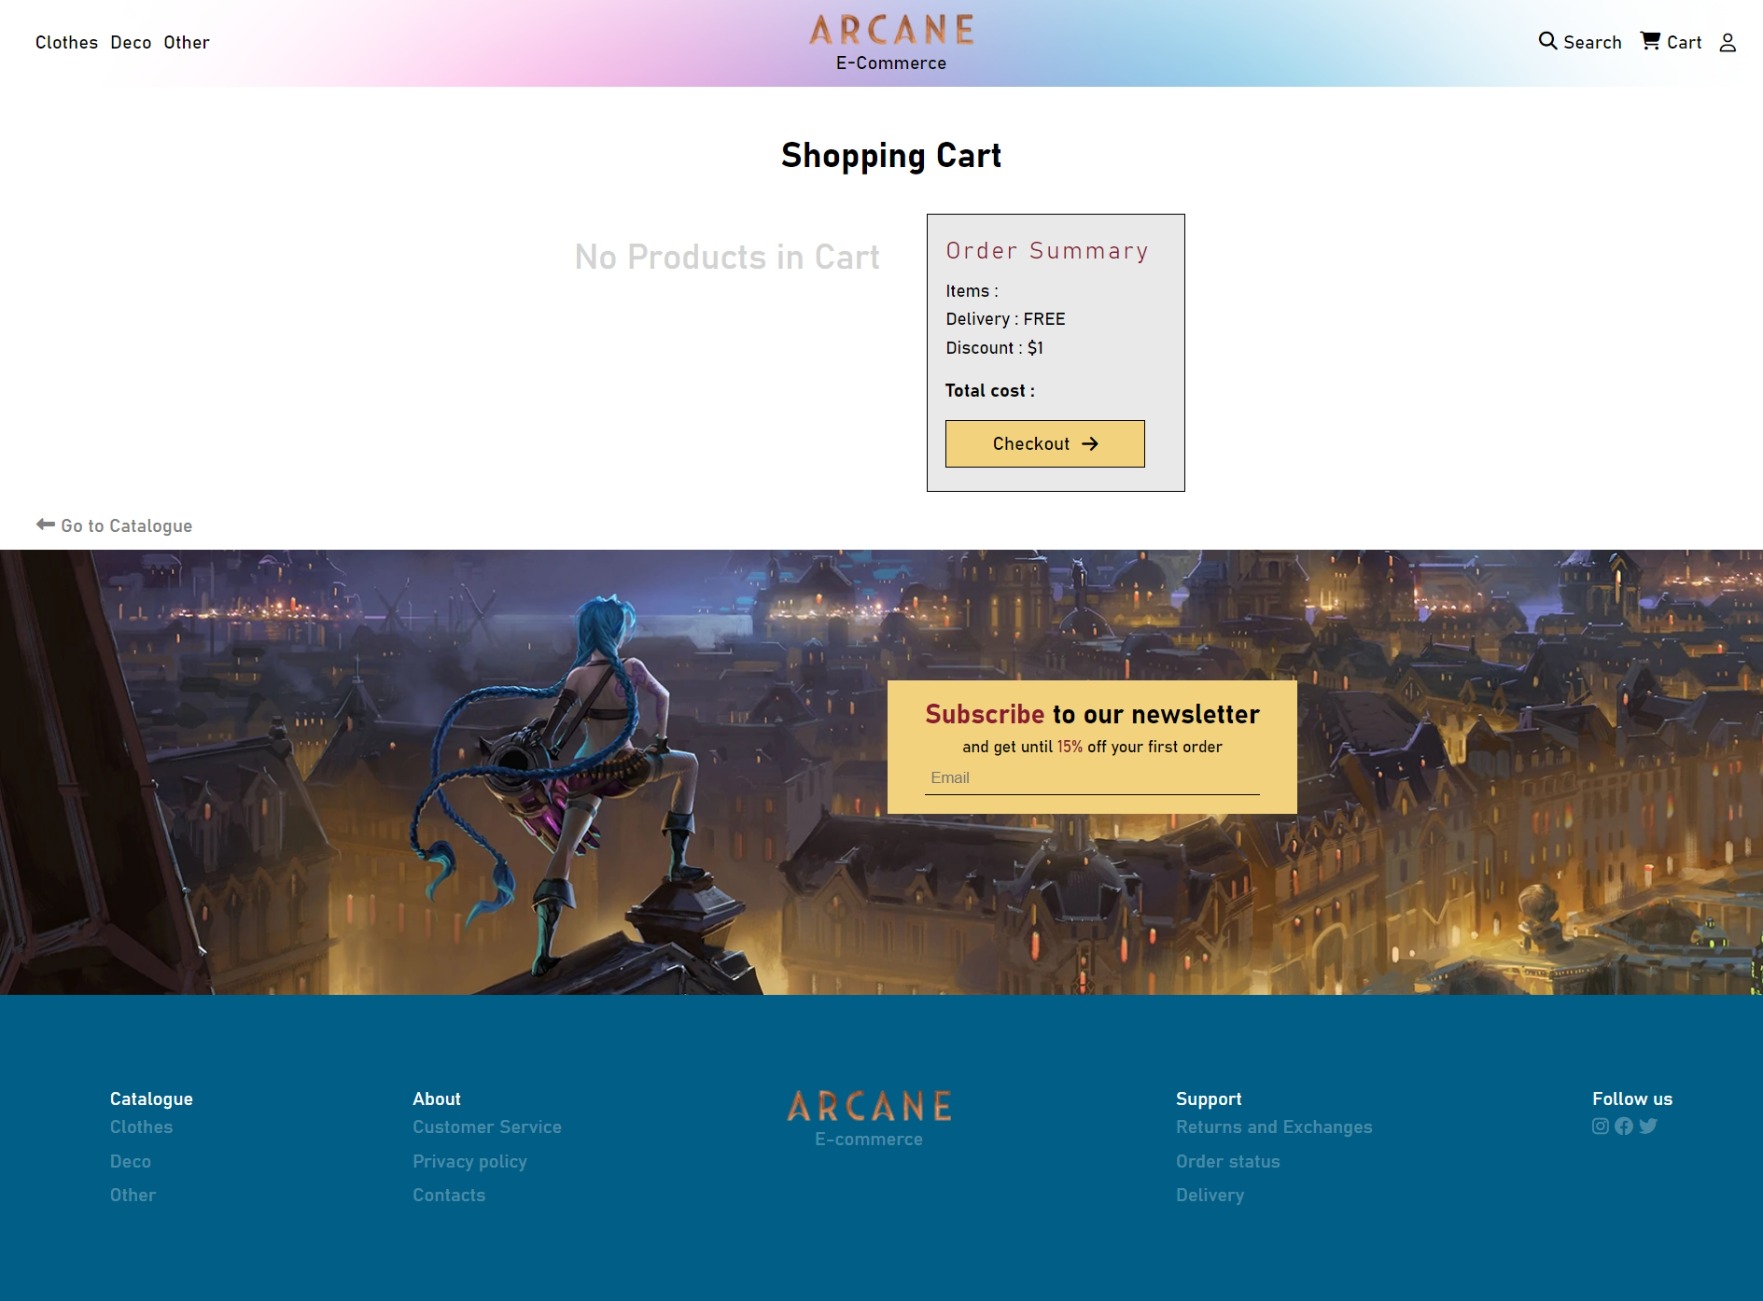 Clothes Deco Other
ARCANE
E-Commerce
Search Cart
Shopping Cart
No Products in Cart
Order Summary
Items :
Delivery : FREE
Discount : $1
Total cost :
Checkout
Go to Catalogue
Subscribe to our newsletter
and get until 15% off your first order
Email
Catalogue
Clothes
Deco
Other
About
Customer Service
Privacy policy
Contacts
ARCANE
E-commerce
Support
Returns and Exchanges
Order status
Delivery
Follow us